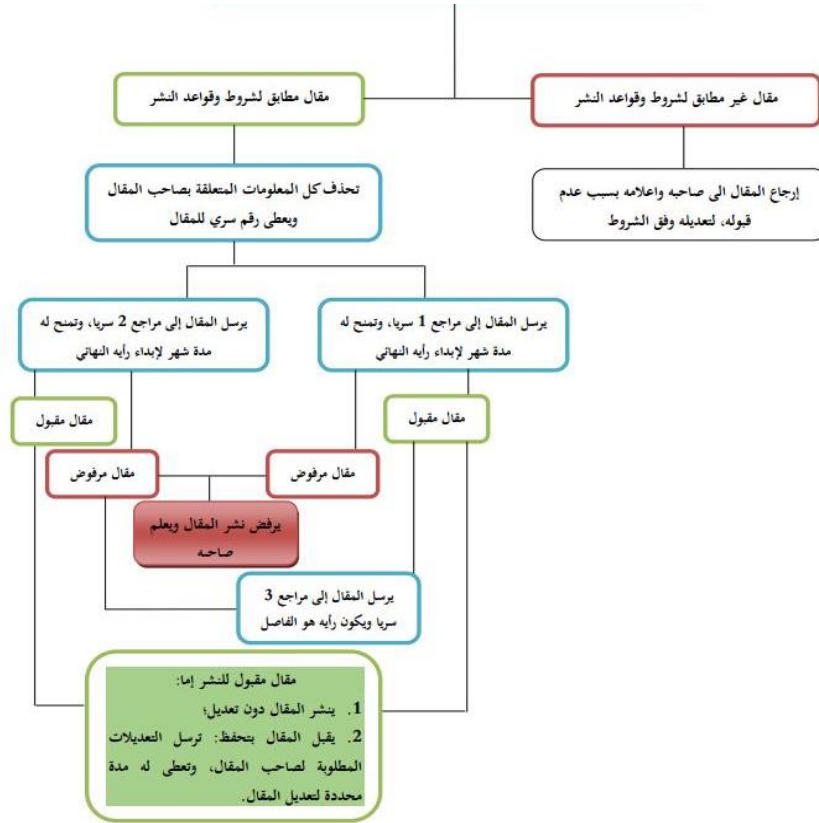 مقال غير مطابق لشروط وقواعد النشر
مقال مطابق لشروط وقواعد النشر
إرجاع المقال الى صاحبه واعلامه بسبب عدم
قبوله، لتعديله وفق الشروط
تحذف كل المعلومات المتعلقة بصاحب المقال
ويعطى رقم سري للمقال
يرسل المقال إلى مراجع 1 سريا، وتمنح له
مدة شهر لإبداء رأيه النهائي
يرسل المقال إلى مراجع 2 سريا، وتمنح له
مدة شهر لإبداء رأيه النهائي
مقال مقبول
مقال مقبول
مقال مرفوض
مقال مرفوض
يرفض نشر المقال ويعلم
صاحبه
يرسل المقال إلى مراجع 3
سريا ويكون رأيه هو الفاصل
مقال مقبول للنشر إما:
1. ينشر المقال دون تعديل؛
2. يقبل المقال بتحفظ: ترسل التعديلات
المطلوبة لصاحب المقال، وتعطى له مدة
محددة لتعديل المقال.